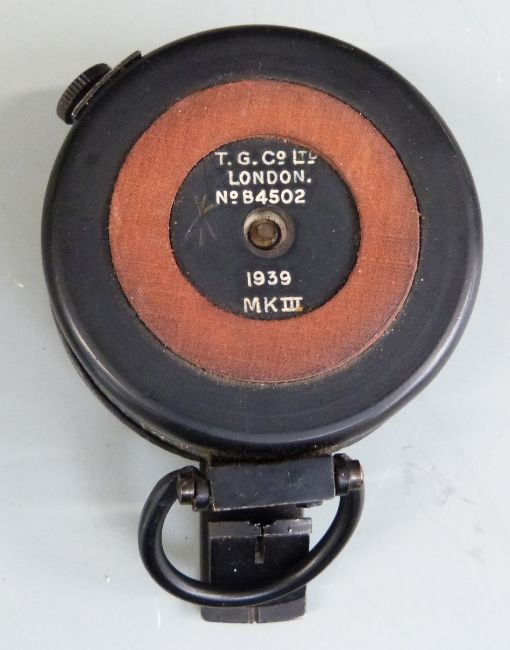 T. G. Co LTD
LONDON.
No B4502
1939
MK III